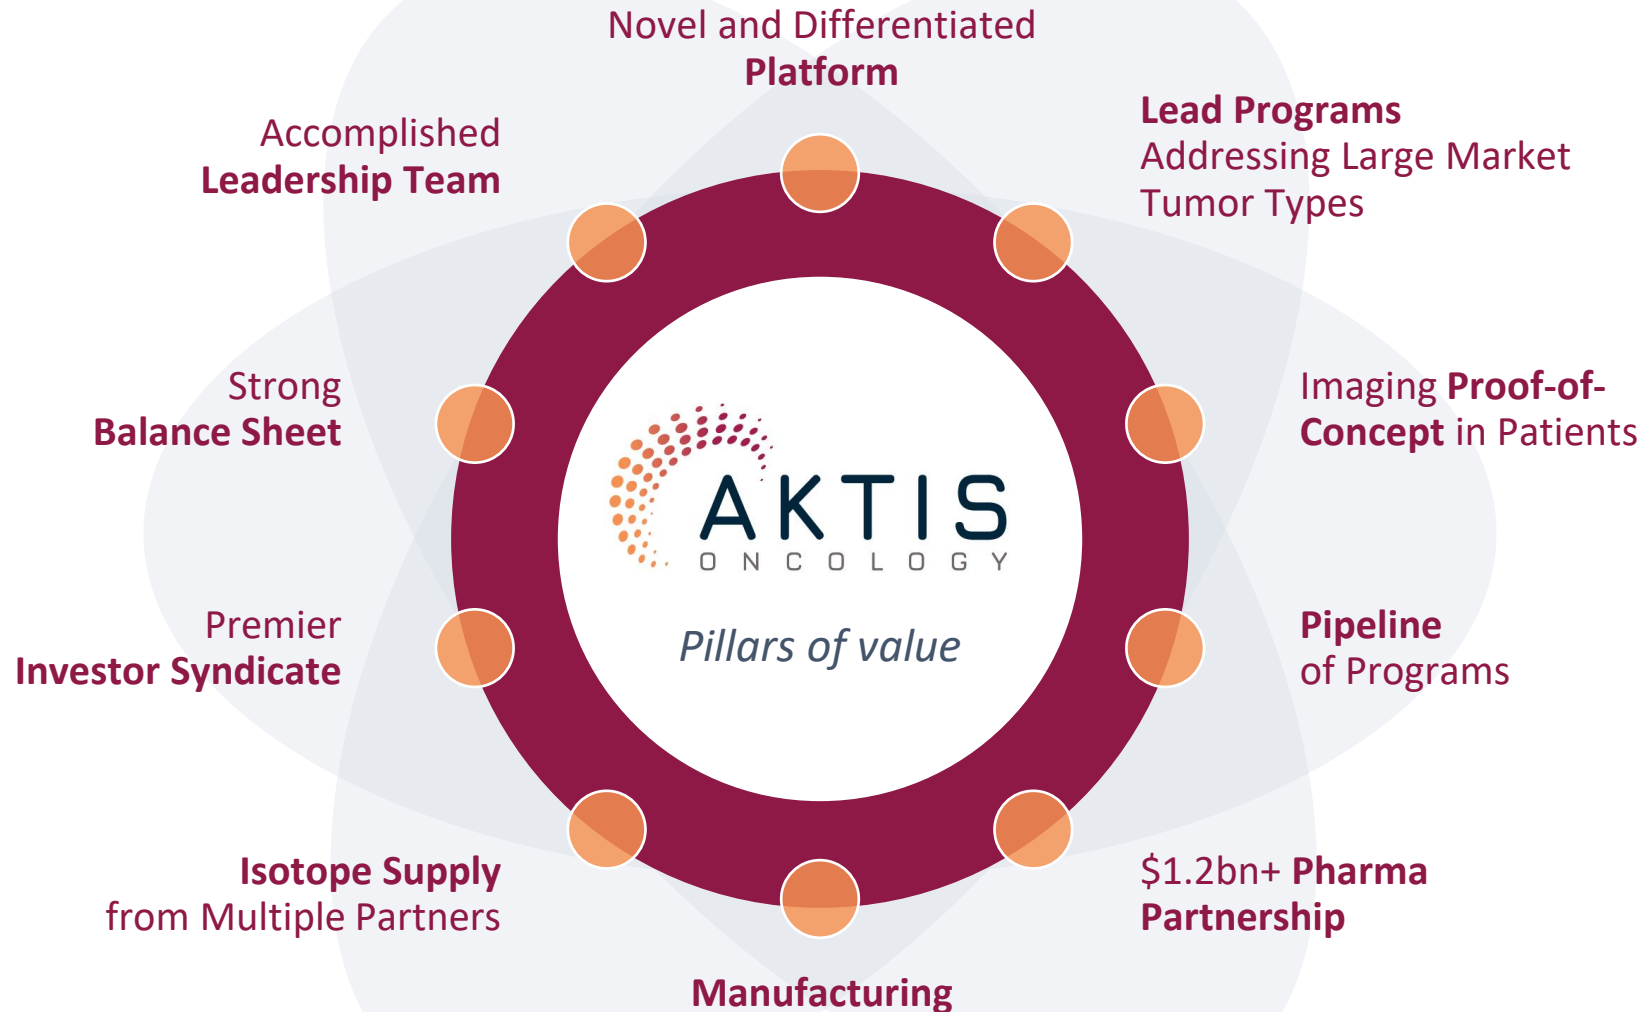 Novel and Differentiated
Platform
Lead Programs
Addressing Large Market
Tumor Types
Imaging Proof-of-
Concept in Patients
Pipeline
of Programs
$1.2bn+ Pharma
Partnership
Manufacturing
Isotope Supply
from Multiple Partners
Premier
Investor Syndicate
Strong
Balance Sheet
Accomplished
Leadership Team
AKTIS
ONCOLOGY
Pillars of value